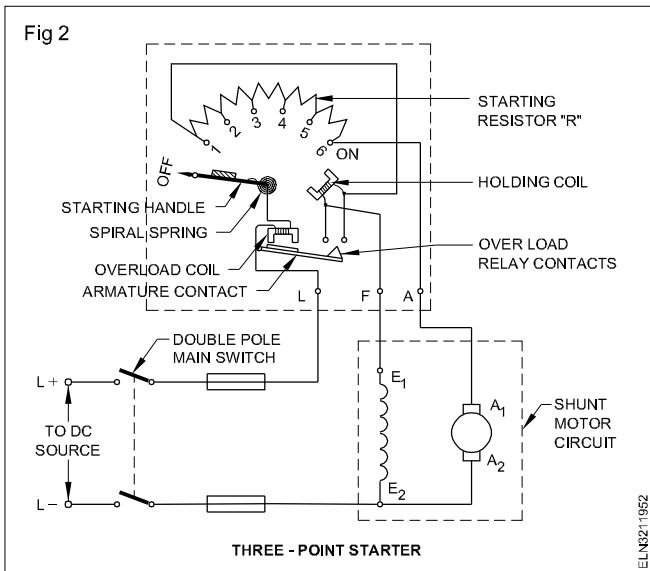 Fig 2
1
2
3
4
5
6
ON
STARTING
RESISTOR "R"
OFF
HOLDING COIL
STARTING HANDLE
SPIRAL SPRING
OVERLOAD COIL
ARMATURE CONTACT
OVER LOAD
RELAY CONTACTS
L
F
A
DOUBLE POLE
MAIN SWITCH
L +
TO DC
SOURCE
L -
E1
E2
A1
A2
SHUNT
MOTOR
CIRCUIT
THREE - POINT STARTER
ELN3211952